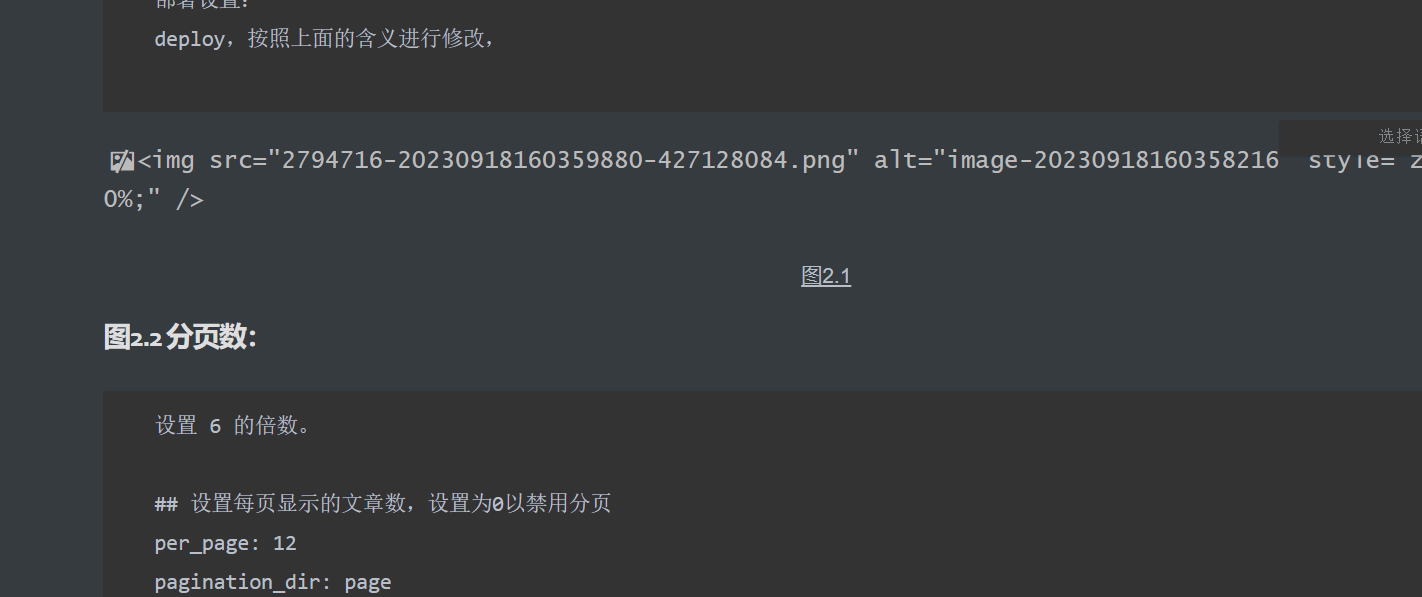 部署设置:
deploy，按照上面的含义进行修改，
选择语
<img src="2794716-20230918160359880-427128084.png" alt="image-20230918160358216 style= z
0%;" />
图2.1
图2.2 分页数:
设置 6 的倍数。
## 设置每页显示的文章数，设置为0以禁用分页
per_page: 12
pagination_dir: page